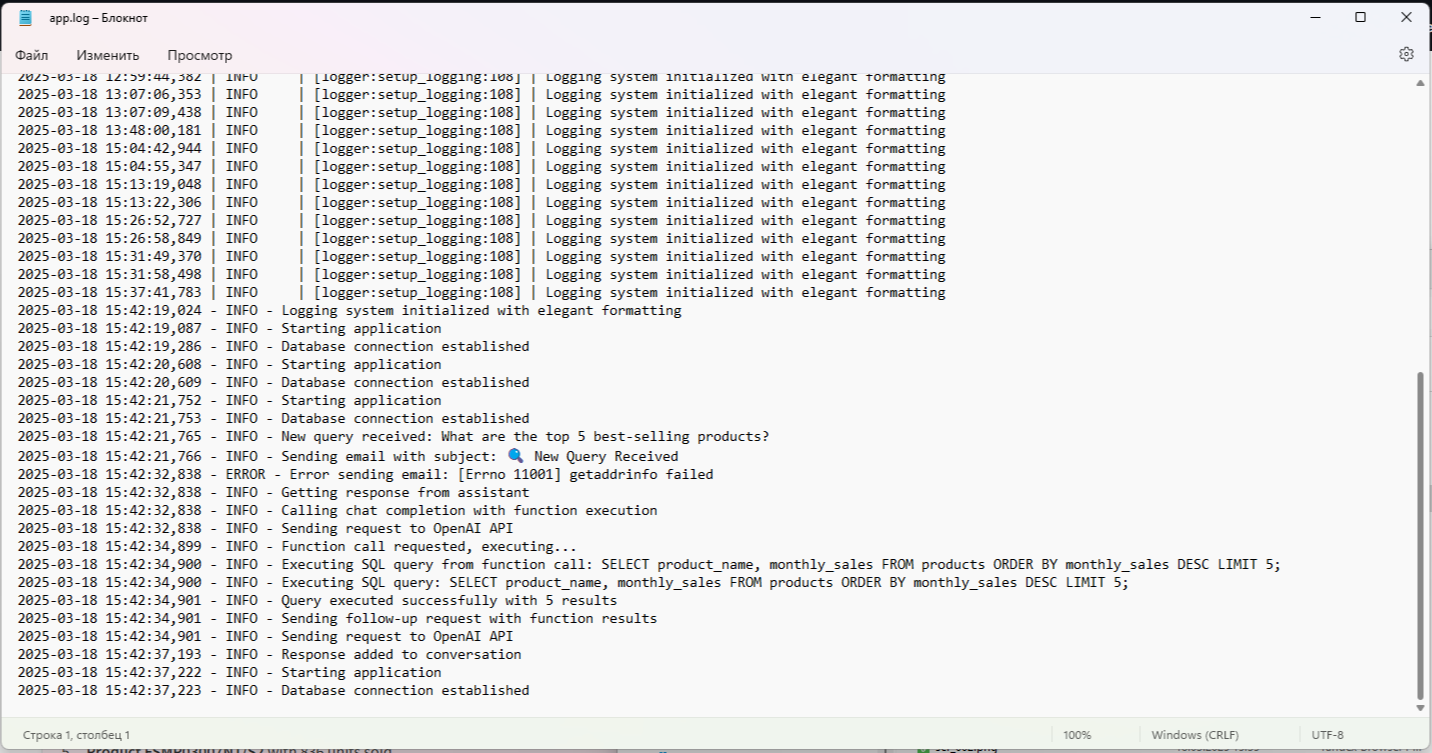 app.log – Блокнот
Файл Изменить Просмотр
2025-03-18 12:59:44,382 | INFO     | [logger:setup_logging:108] | Logging system initialized with elegant formatting
2025-03-18 13:07:06,353 | INFO     | [logger:setup_logging:108] | Logging system initialized with elegant formatting
2025-03-18 13:07:09,438 | INFO     | [logger:setup_logging:108] | Logging system initialized with elegant formatting
2025-03-18 13:48:00,181 | INFO     | [logger:setup_logging:108] | Logging system initialized with elegant formatting
2025-03-18 15:04:42,944 | INFO     | [logger:setup_logging:108] | Logging system initialized with elegant formatting
2025-03-18 15:04:55,347 | INFO     | [logger:setup_logging:108] | Logging system initialized with elegant formatting
2025-03-18 15:13:19,048 | INFO     | [logger:setup_logging:108] | Logging system initialized with elegant formatting
2025-03-18 15:13:22,306 | INFO     | [logger:setup_logging:108] | Logging system initialized with elegant formatting
2025-03-18 15:26:52,727 | INFO     | [logger:setup_logging:108] | Logging system initialized with elegant formatting
2025-03-18 15:26:58,849 | INFO     | [logger:setup_logging:108] | Logging system initialized with elegant formatting
2025-03-18 15:31:49,370 | INFO     | [logger:setup_logging:108] | Logging system initialized with elegant formatting
2025-03-18 15:31:58,498 | INFO     | [logger:setup_logging:108] | Logging system initialized with elegant formatting
2025-03-18 15:37:41,783 | INFO     | [logger:setup_logging:108] | Logging system initialized with elegant formatting
2025-03-18 15:42:19,024 - INFO - Logging system initialized with elegant formatting
2025-03-18 15:42:19,087 - INFO - Starting application
2025-03-18 15:42:19,286 - INFO - Database connection established
2025-03-18 15:42:20,608 - INFO - Starting application
2025-03-18 15:42:20,609 - INFO - Database connection established
2025-03-18 15:42:21,752 - INFO - Starting application
2025-03-18 15:42:21,753 - INFO - Database connection established
2025-03-18 15:42:21,765 - INFO - New query received: What are the top 5 best-selling products?
2025-03-18 15:42:21,766 - INFO - Sending email with subject: 🔍 New Query Received
2025-03-18 15:42:32,838 - ERROR - Error sending email: [Errno 11001] getaddrinfo failed
2025-03-18 15:42:32,838 - INFO - Getting response from assistant
2025-03-18 15:42:32,838 - INFO - Calling chat completion with function execution
2025-03-18 15:42:32,838 - INFO - Sending request to OpenAI API
2025-03-18 15:42:34,899 - INFO - Function call requested, executing...
2025-03-18 15:42:34,900 - INFO - Executing SQL query from function call: SELECT product_name, monthly_sales FROM products ORDER BY monthly_sales DESC LIMIT 5;
2025-03-18 15:42:34,900 - INFO - Executing SQL query: SELECT product_name, monthly_sales FROM products ORDER BY monthly_sales DESC LIMIT 5;
2025-03-18 15:42:34,901 - INFO - Query executed successfully with 5 results
2025-03-18 15:42:34,901 - INFO - Sending follow-up request with function results
2025-03-18 15:42:34,901 - INFO - Sending request to OpenAI API
2025-03-18 15:42:37,193 - INFO - Response added to conversation
2025-03-18 15:42:37,222 - INFO - Starting application
2025-03-18 15:42:37,223 - INFO - Database connection established
Строка 1, столбец 1 100% Windows (CRLF) UTF-8